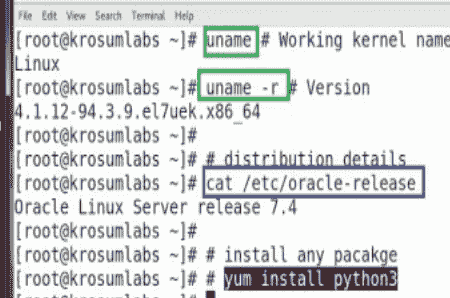 File Edit View Search Terminal Help
[root@krosumlabs ~]# uname # Working kernel name
Linux
[root@krosumlabs ~]# uname -r # Version
4.1.12-94.3.9.el7uek.x86_64
[root@krosumlabs ~]#
[root@krosumlabs ~]# # distribution details
[root@krosumlabs ~]# cat /etc/oracle-release
Oracle Linux Server release 7.4
[root@krosumlabs ~]#
[root@krosumlabs ~]# # install any pacakge
[root@krosumlabs ~]# # yum install python3